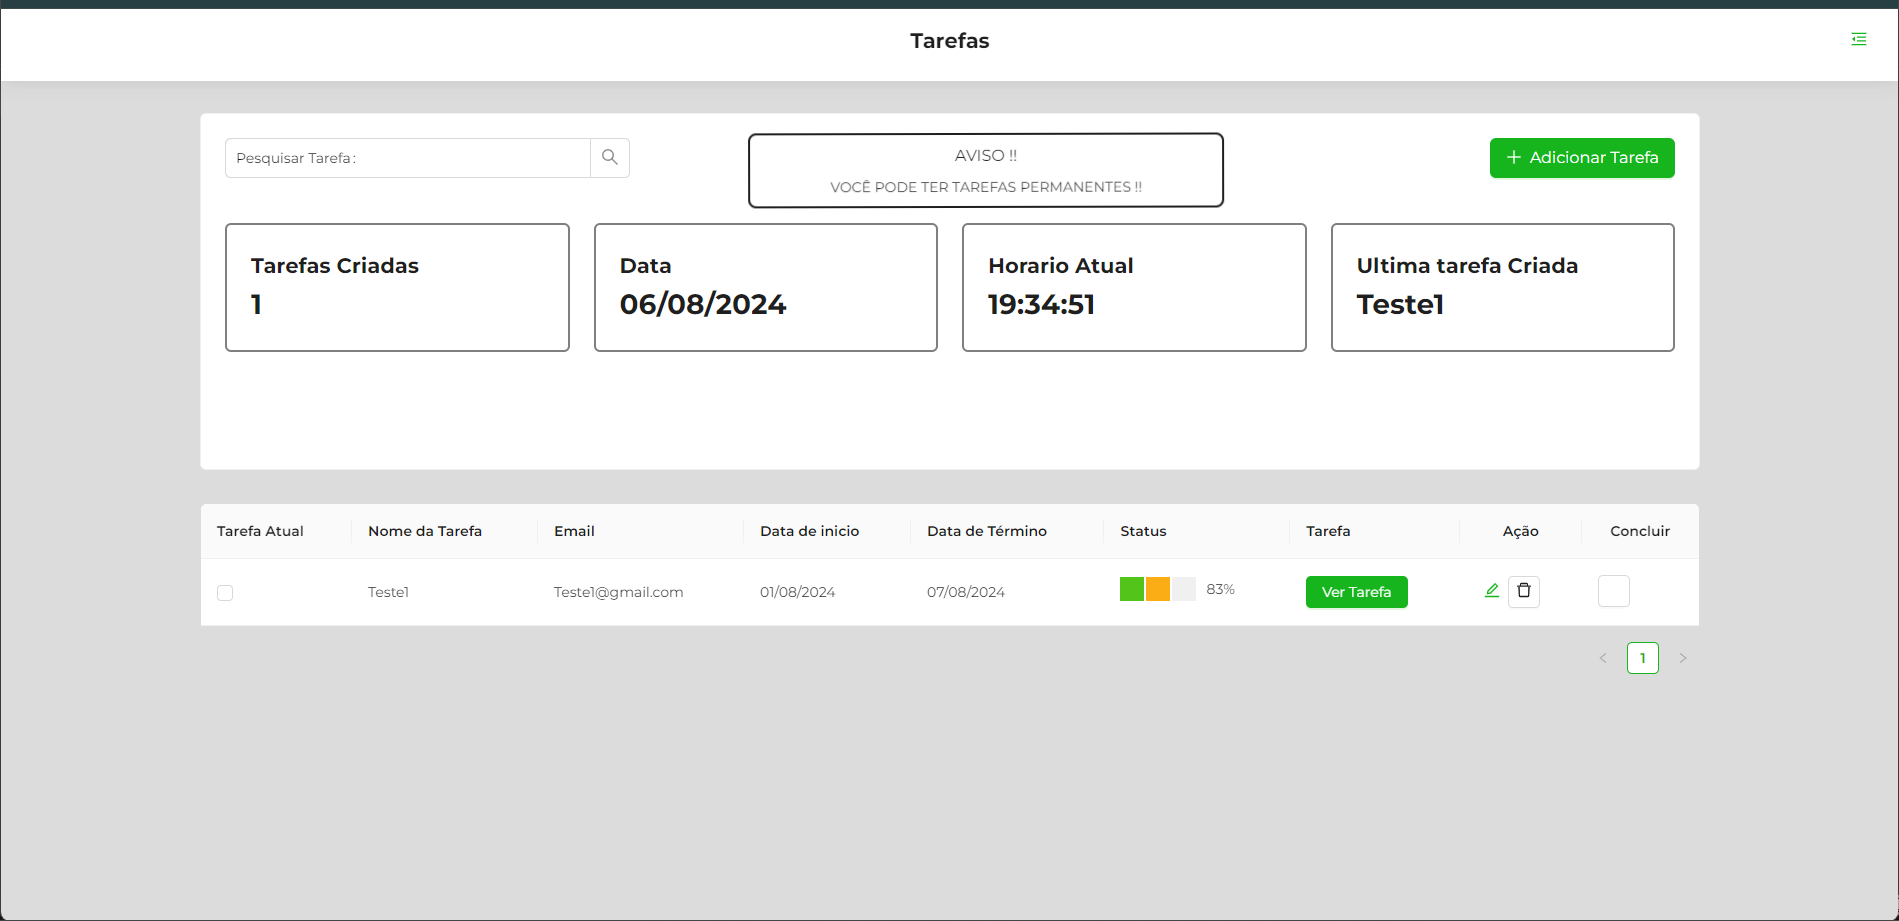 Tarefas
Pesquisar Tarefa:
AVISO !!
VOCÊ PODE TER TAREFAS PERMANENTES !!
Adicionar Tarefa
Tarefas Criadas
1
Data
06/08/2024
Horario Atual
19:34:51
Ultima tarefa Criada
Teste1
Tarefa Atual Nome da Tarefa Email Data de inicio Data de Término Status Tarefa Ação Concluir
Teste1 Teste1@gmail.com 01/08/2024 07/08/2024 83% Ver Tarefa
1